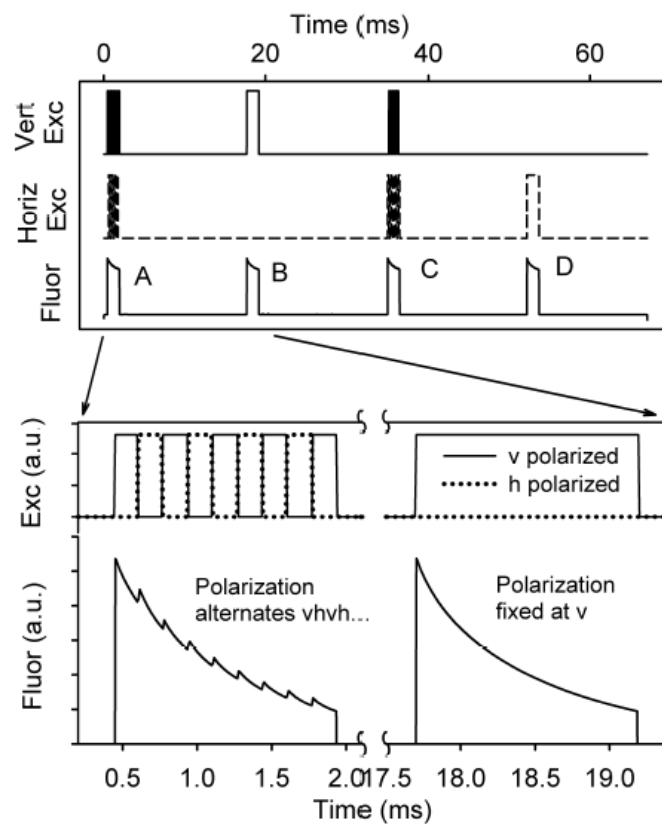 Time (ms)
0 20 40 60
Vert
Exc
Horiz
Exc
Fluor
A B C D
Exc (a.u.)
v polarized
h polarized
Fluor (a.u.)
Polarization
alternates vhvh...
Polarization
fixed at v
0.5 1.0 1.5 2.0 17.5 18.0 18.5 19.0
Time (ms)